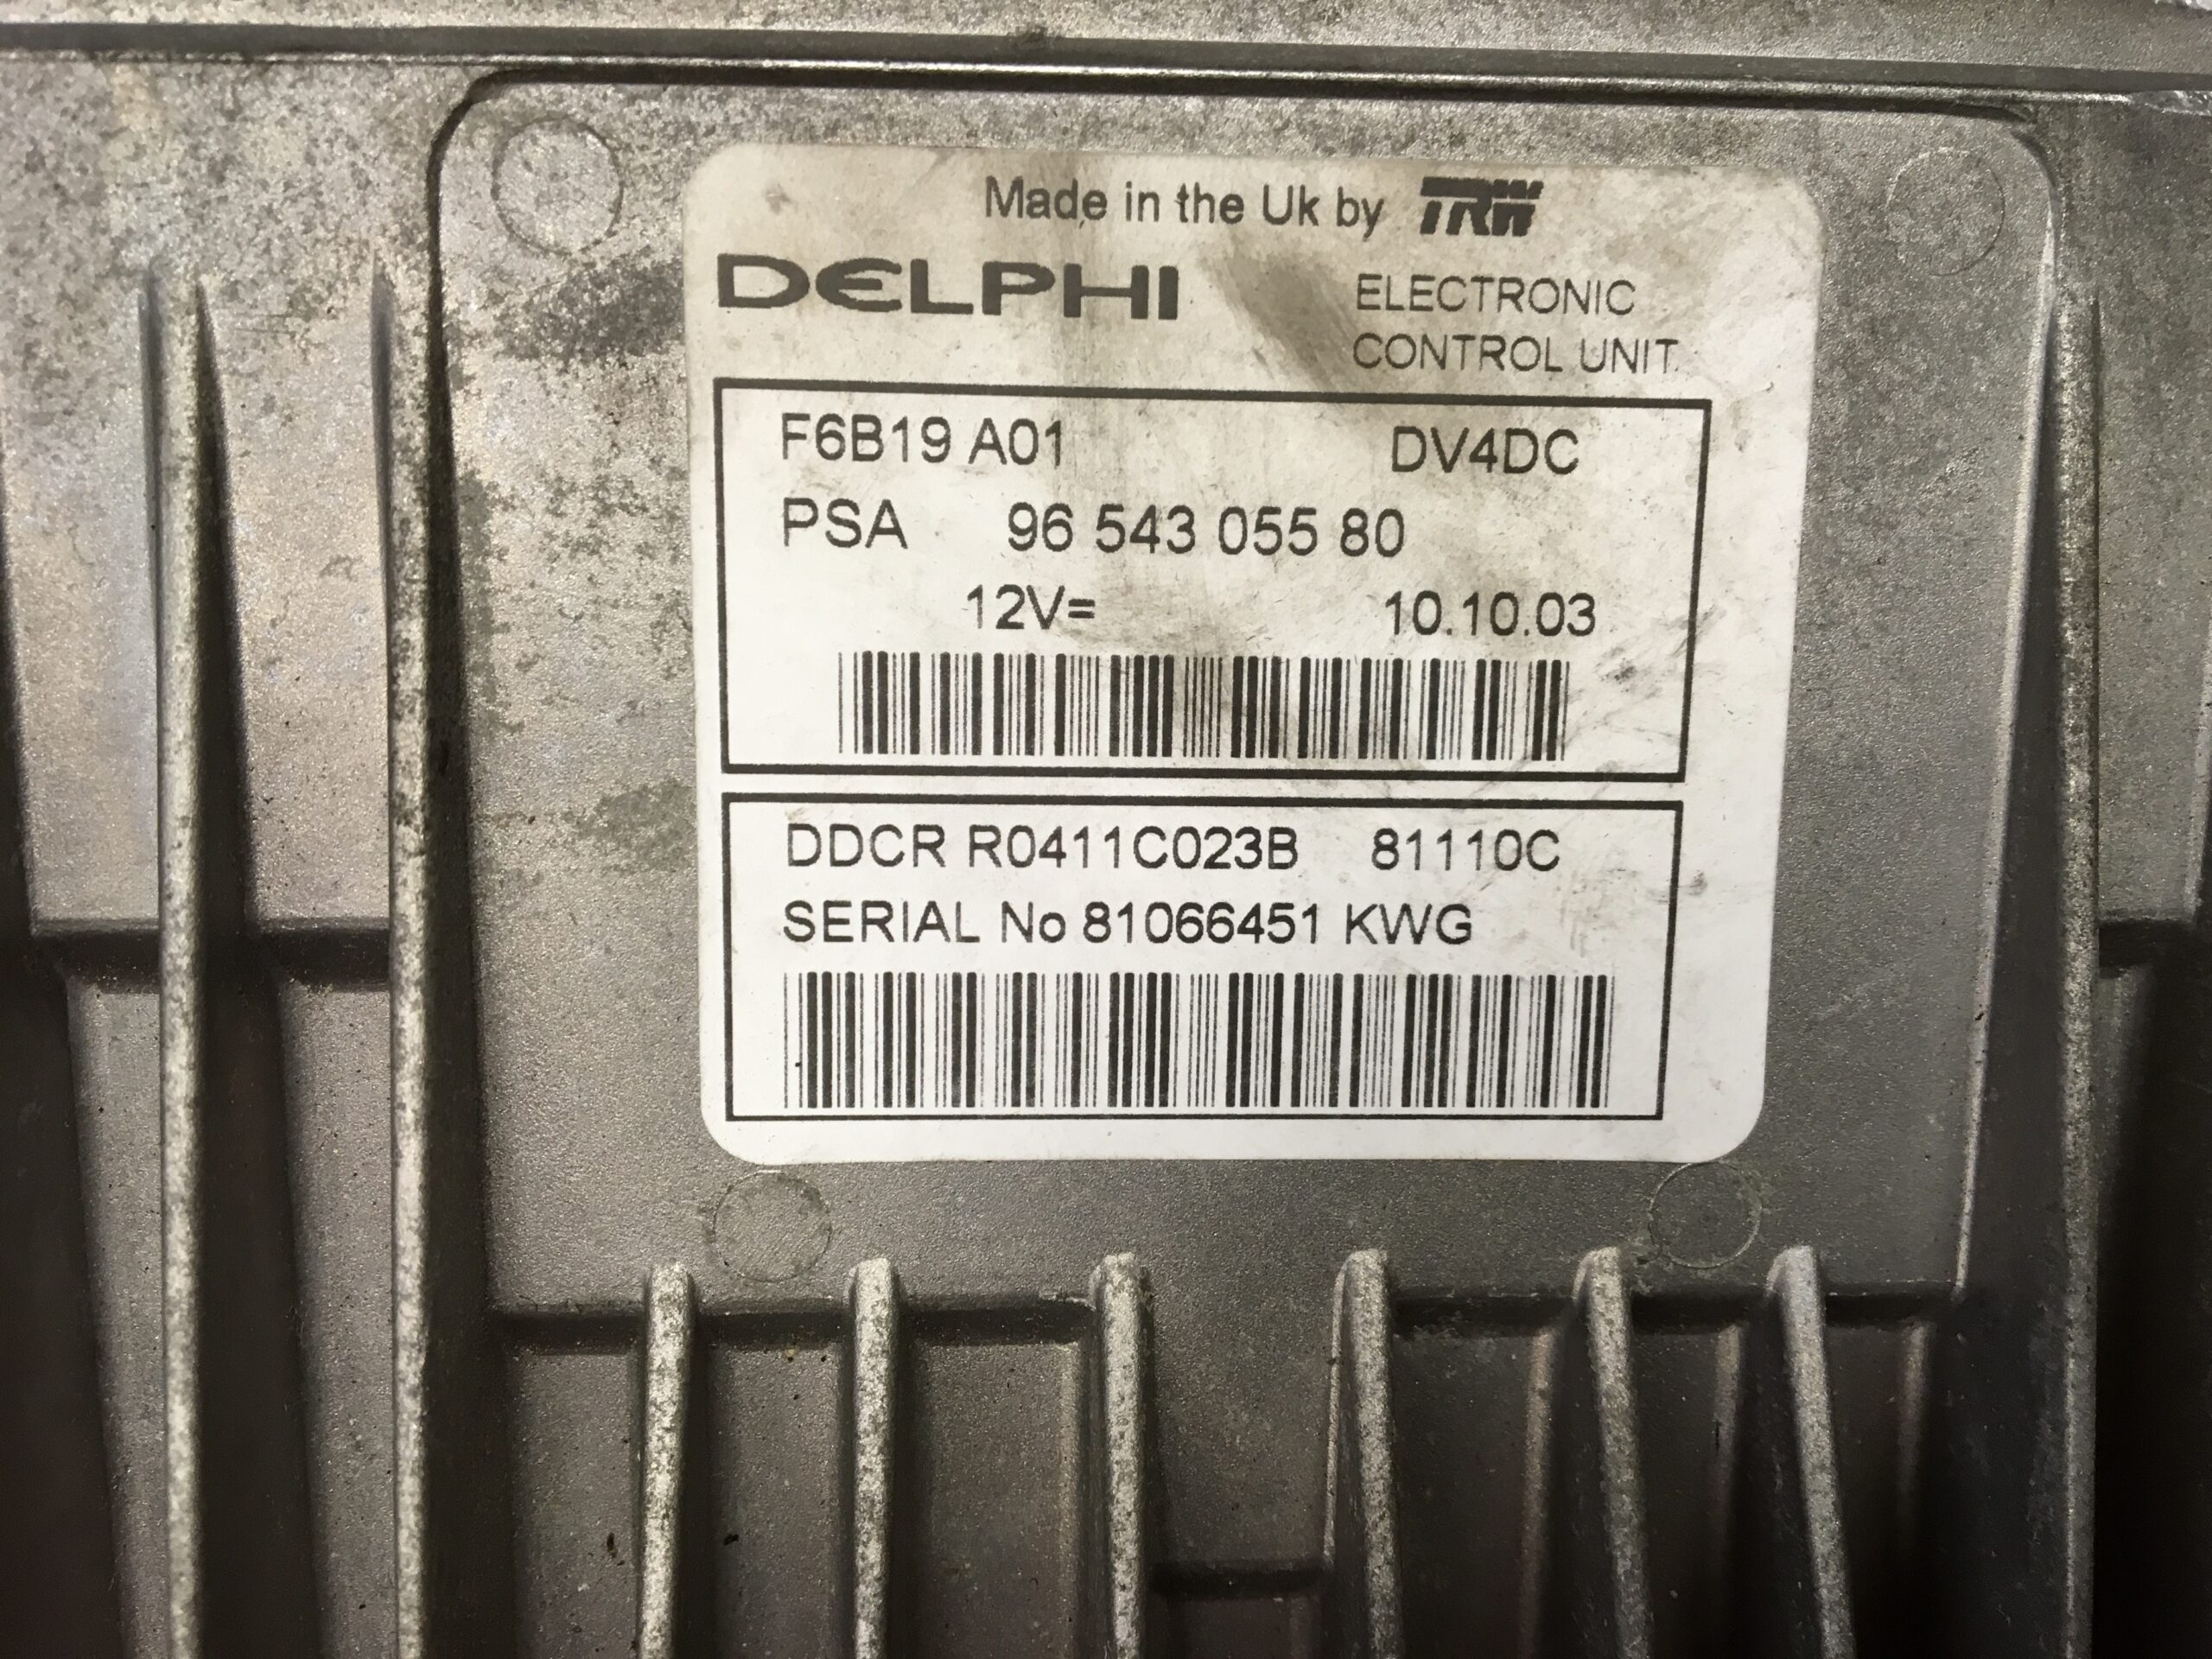 Made in the Uk by TRW
DELPHI
ELECTRONIC
CONTROL UNIT
F6B19 A01 DV4DC
PSA 96 543 055 80
12V= 10.10.03
DDCR R0411C023B 81110C
SERIAL No 81066451 KWG